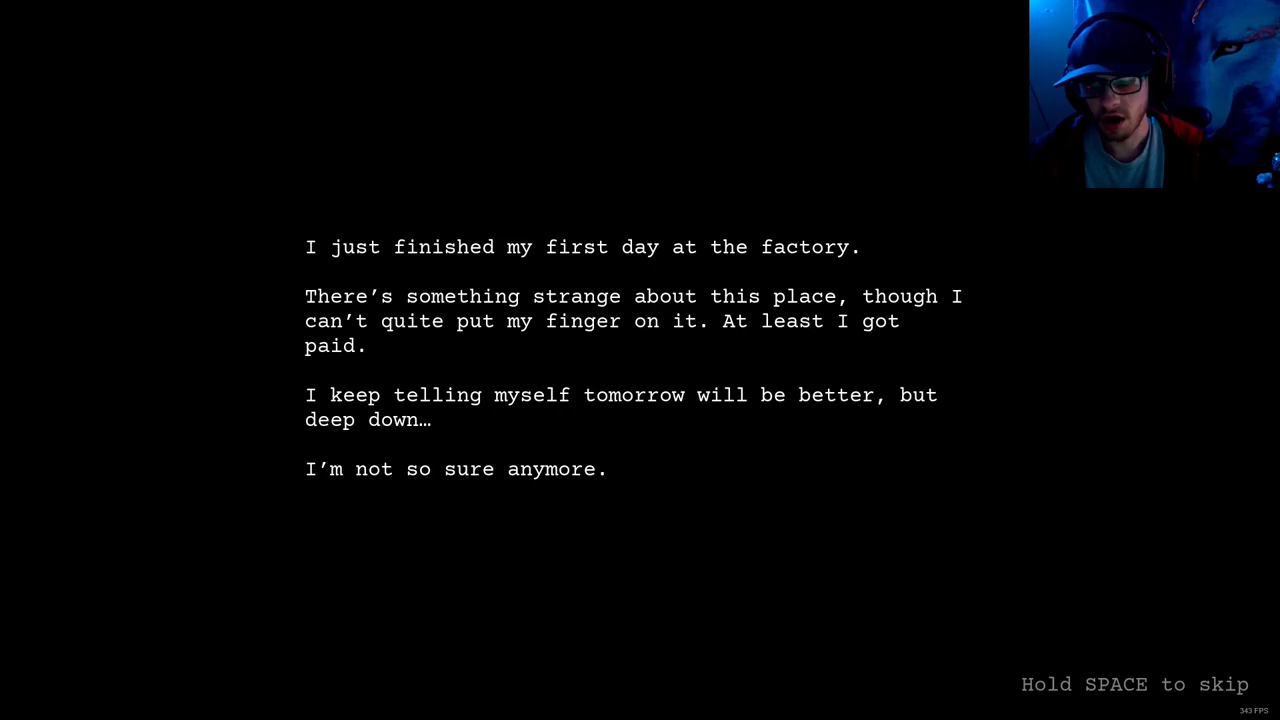 I just finished my first day at the factory.
There’s something strange about this place, though I
can’t quite put my finger on it. At least I got
paid.
I keep telling myself tomorrow will be better, but
deep down…
I’m not so sure anymore.
Hold SPACE to skip
343 FPS